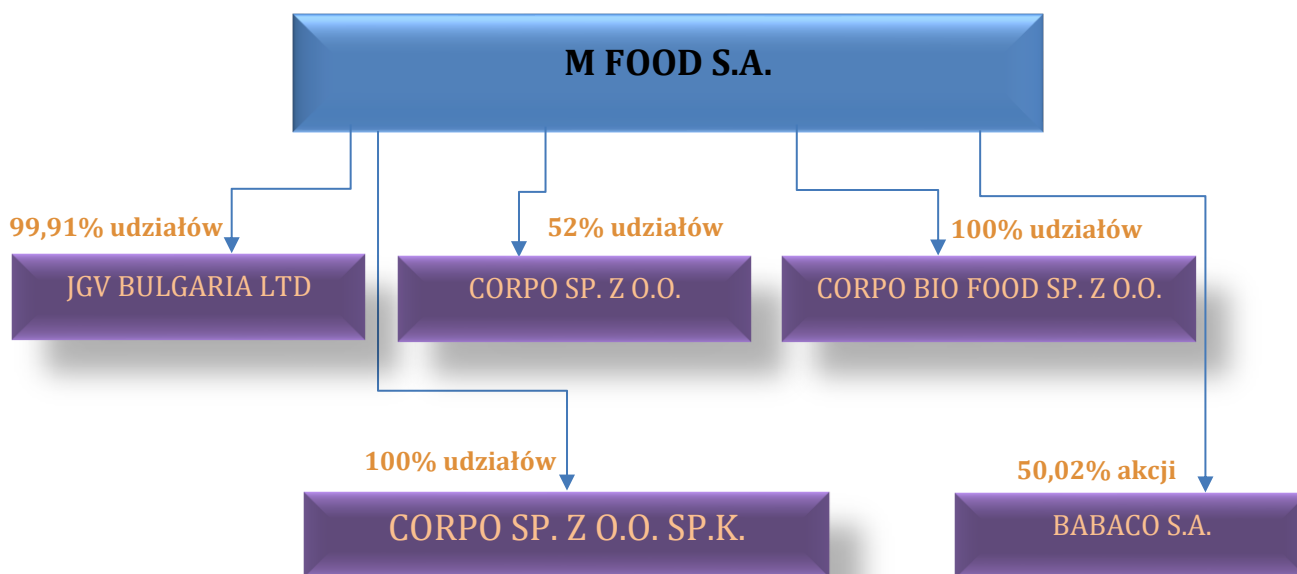 M FOOD S.A.
99,91% udziałów
52% udziałów
100% udziałów
JGV BULGARIA LTD
CORPO SP. Z O.O.
CORPO BIO FOOD SP. Z O.O.
100% udziałów
50,02% akcji
CORPO SP. Z O.O. SP.K.
BABACO S.A.